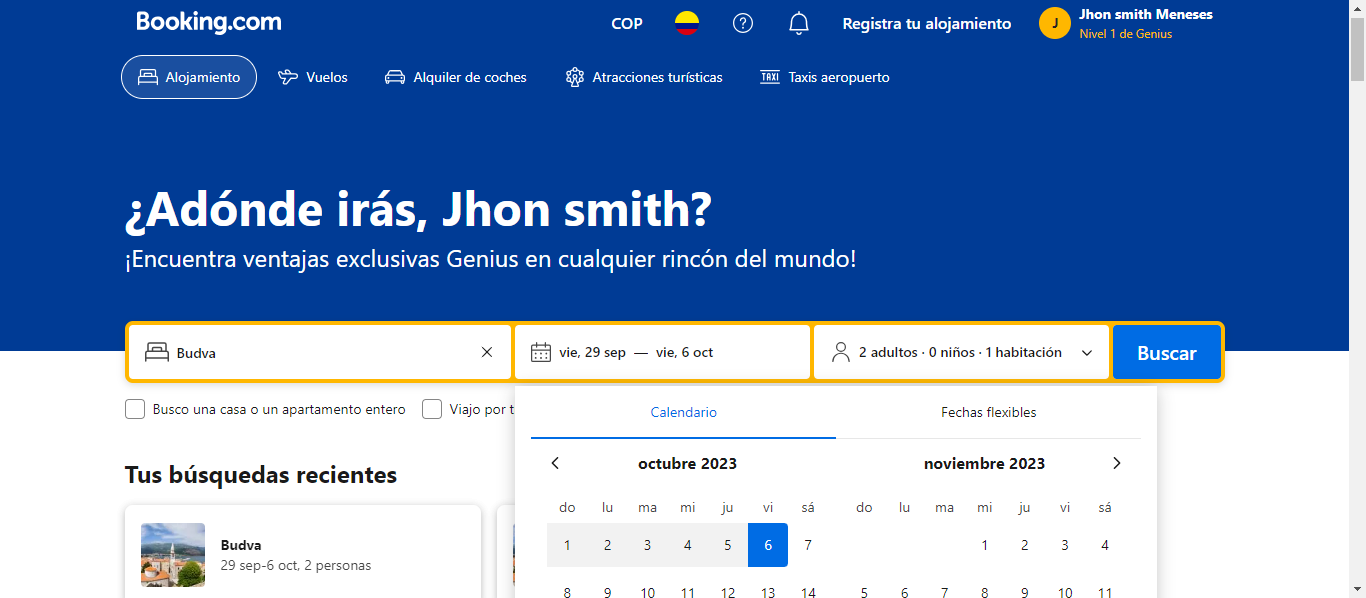 Booking.com
COP
Registra tu alojamiento
J
Jhon smith Meneses
Nivel 1 de Genius
Alojamiento
Vuelos
Alquiler de coches
Atracciones turísticas
TAXI
Taxis aeropuerto
¿Adónde irás, Jhon smith?
¡Encuentra ventajas exclusivas Genius en cualquier rincón del mundo!
Budva
vie, 29 sep — vie, 6 oct
2 adultos · 0 niños · 1 habitación
Buscar
Busco una casa o un apartamento entero
Viajo por t
Calendario
Fechas flexibles
octubre 2023
noviembre 2023
do lu ma mi ju vi sá
do lu ma mi ju vi sá
1 2 3 4 5 6 7
1 2 3 4
8 9 10 11 12 13 14
5 6 7 8 9 10 11
Tus búsquedas recientes
Budva
29 sep-6 oct, 2 personas